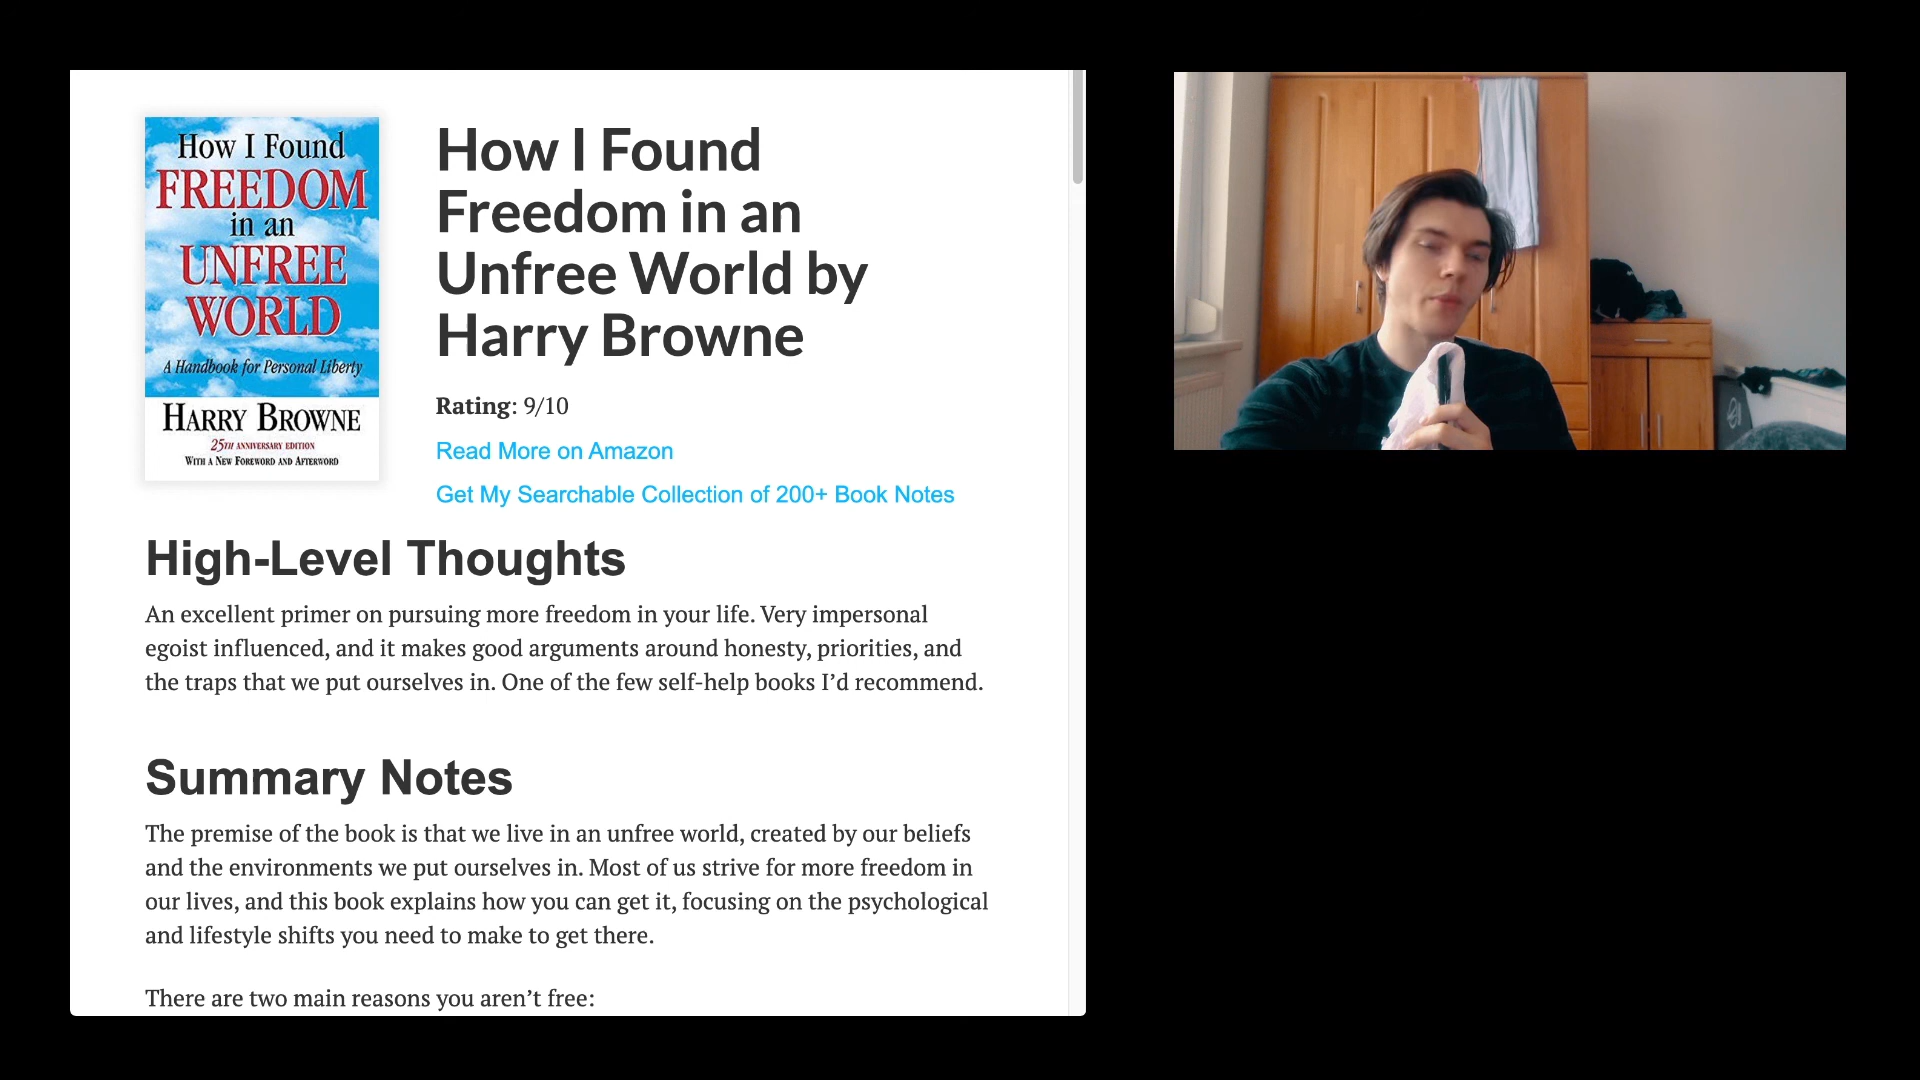 How I Found
FREEDOM
in an
UNFREE
WORLD
A Handbook for Personal Liberty
HARRY BROWNE
25TH ANNIVERSARY EDITION
WITH A NEW FOREWORD AND AFTERWORD
How I Found
Freedom in an
Unfree World by
Harry Browne
Rating: 9/10
Read More on Amazon
Get My Searchable Collection of 200+ Book Notes
High-Level Thoughts
An excellent primer on pursuing more freedom in your life. Very impersonal
egoist influenced, and it makes good arguments around honesty, priorities, and
the traps that we put ourselves in. One of the few self-help books I’d recommend.
Summary Notes
The premise of the book is that we live in an unfree world, created by our beliefs
and the environments we put ourselves in. Most of us strive for more freedom in
our lives, and this book explains how you can get it, focusing on the psychological
and lifestyle shifts you need to make to get there.
There are two main reasons you aren’t free: